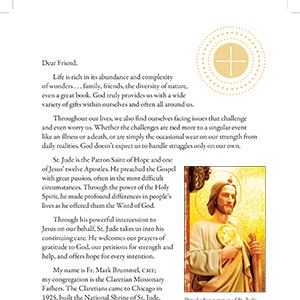 Dear Friend,
Life is rich in its abundance and complexity
of wonders . . . family, friends, the diversity of nature,
even a great book. God truly provides us with a wide
variety of gifts within ourselves and often all around us.
Throughout our lives, we also find ourselves facing issues that challenge
and even worry us. Whether the challenges are tied more to a singular event
like an illness or a death, or are simply the occasional wear on our strength from
daily realities. God doesn't expect us to handle struggles only on our own.
St. Jude is the Patron Saint of Hope and one
of Jesus' twelve Apostles. He preached the Gospel
with great passion, often in the most difficult
circumstances. Through the power of the Holy
Spirit, he made profound differences in people's
lives as he offered them the Word of God.
Through his powerful intercession to
Jesus on our behalf, St. Jude takes us into his
continuing care. He welcomes our prayers of
gratitude to God, our petitions for strength and
help, and offers hope for every intention.
My name is Fr. Mark Brummel, CMF;
my congregation is the Claretian Missionary
Fathers. The Claretians came to Chicago in
1925, built the National Shrine of St. Jude,